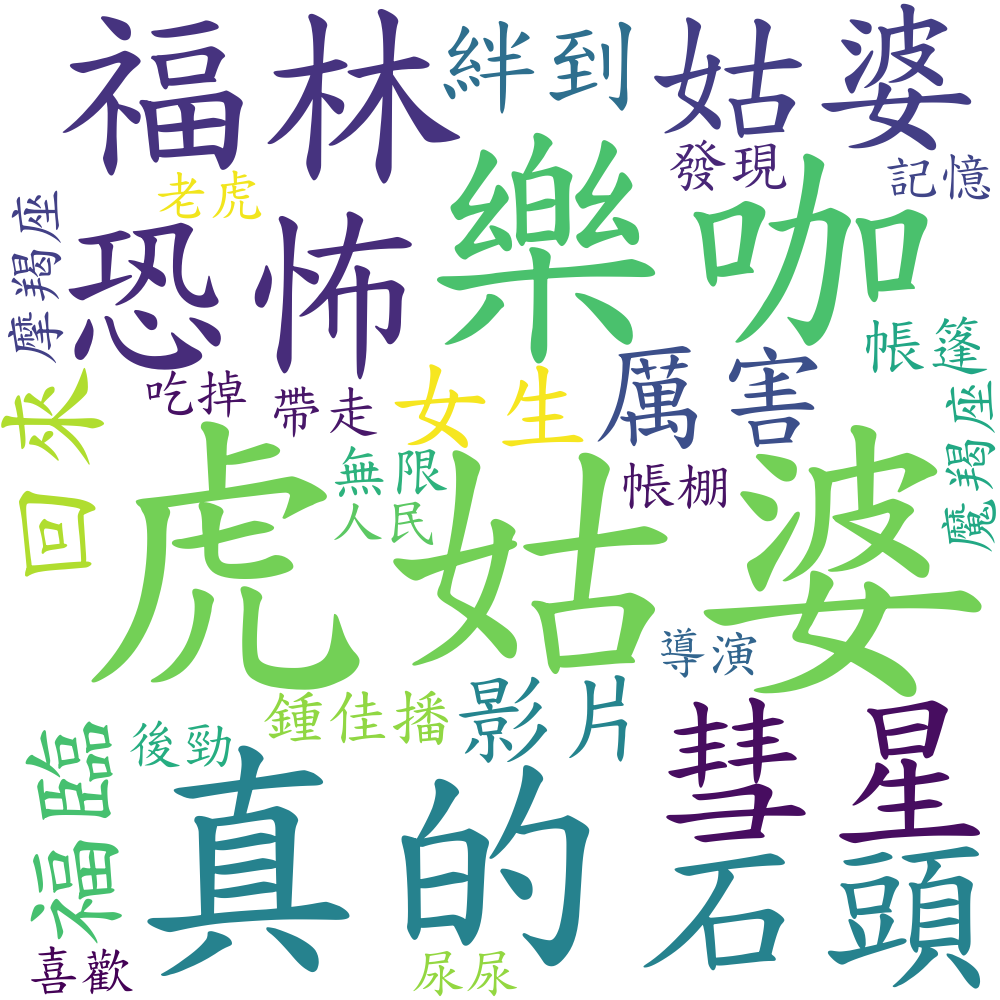 福林
絆到
姑婆
發現
記憶
老虎
摩羯座
恐怖
樂咖
帳篷
回來
吃掉
帶走
女生
厲害
魔羯座
虎姑婆
無限
人民
帳棚
導演
鍾佳播
影片
彗星
後勁
福臨
真的
石頭
喜歡
尿尿